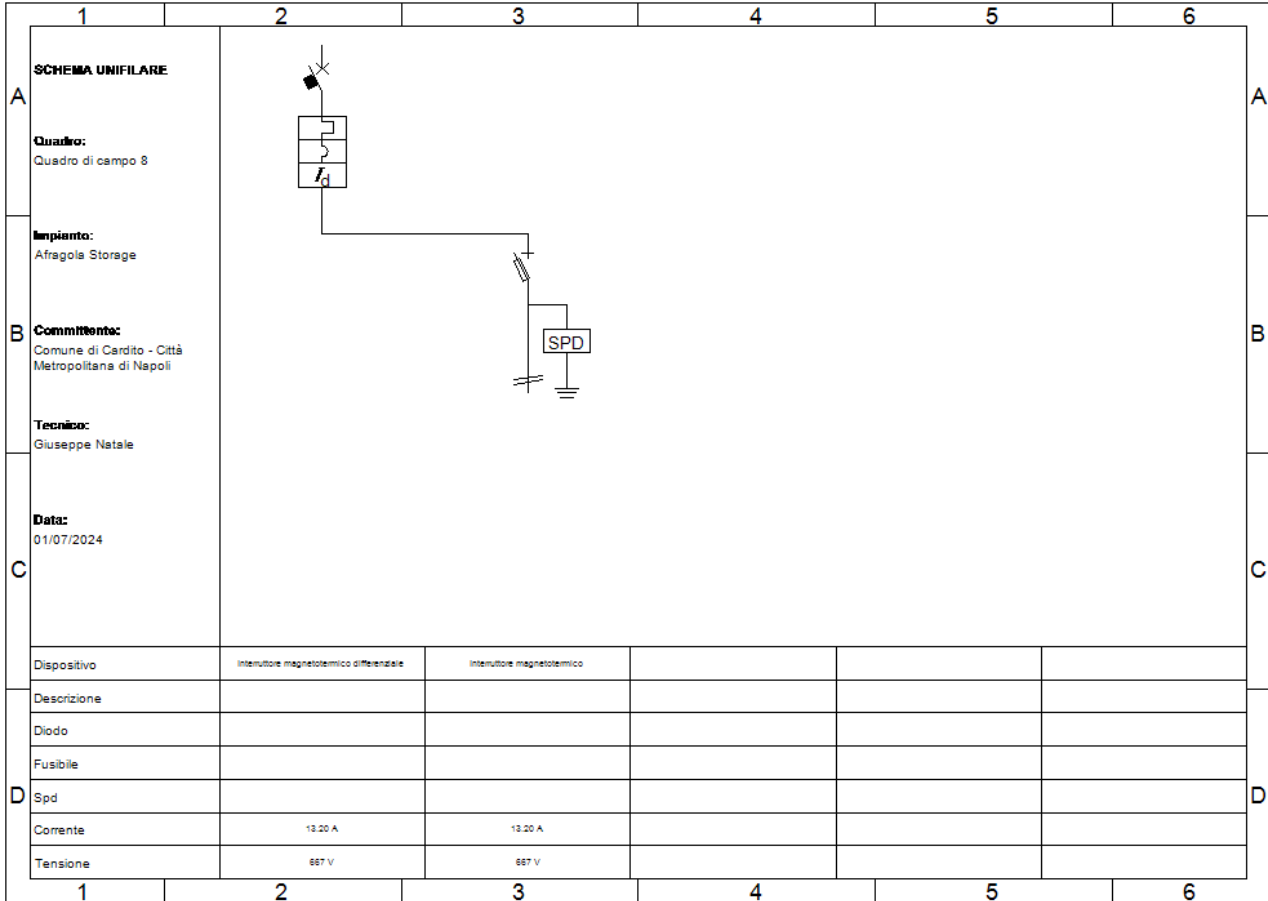 1 2 3 4 5 6
A A
SCHEMA UNIFILARE
Quadro:
Quadro di campo 8
Id
Impianto:
Afragola Storage
B B
Committente:
Comune di Cardito - Città
Metropolitana di Napoli
SPD
Tecnico:
Giuseppe Natale
Data:
01/07/2024
C C
Dispositivo Interruttore magnetotermico differenziale Interruttore magnetotermico
Descrizione
Diodo
Fusibile
D D
Spd
Corrente 13.20 A 13.20 A
Tensione 667 V 667 V
1 2 3 4 5 6